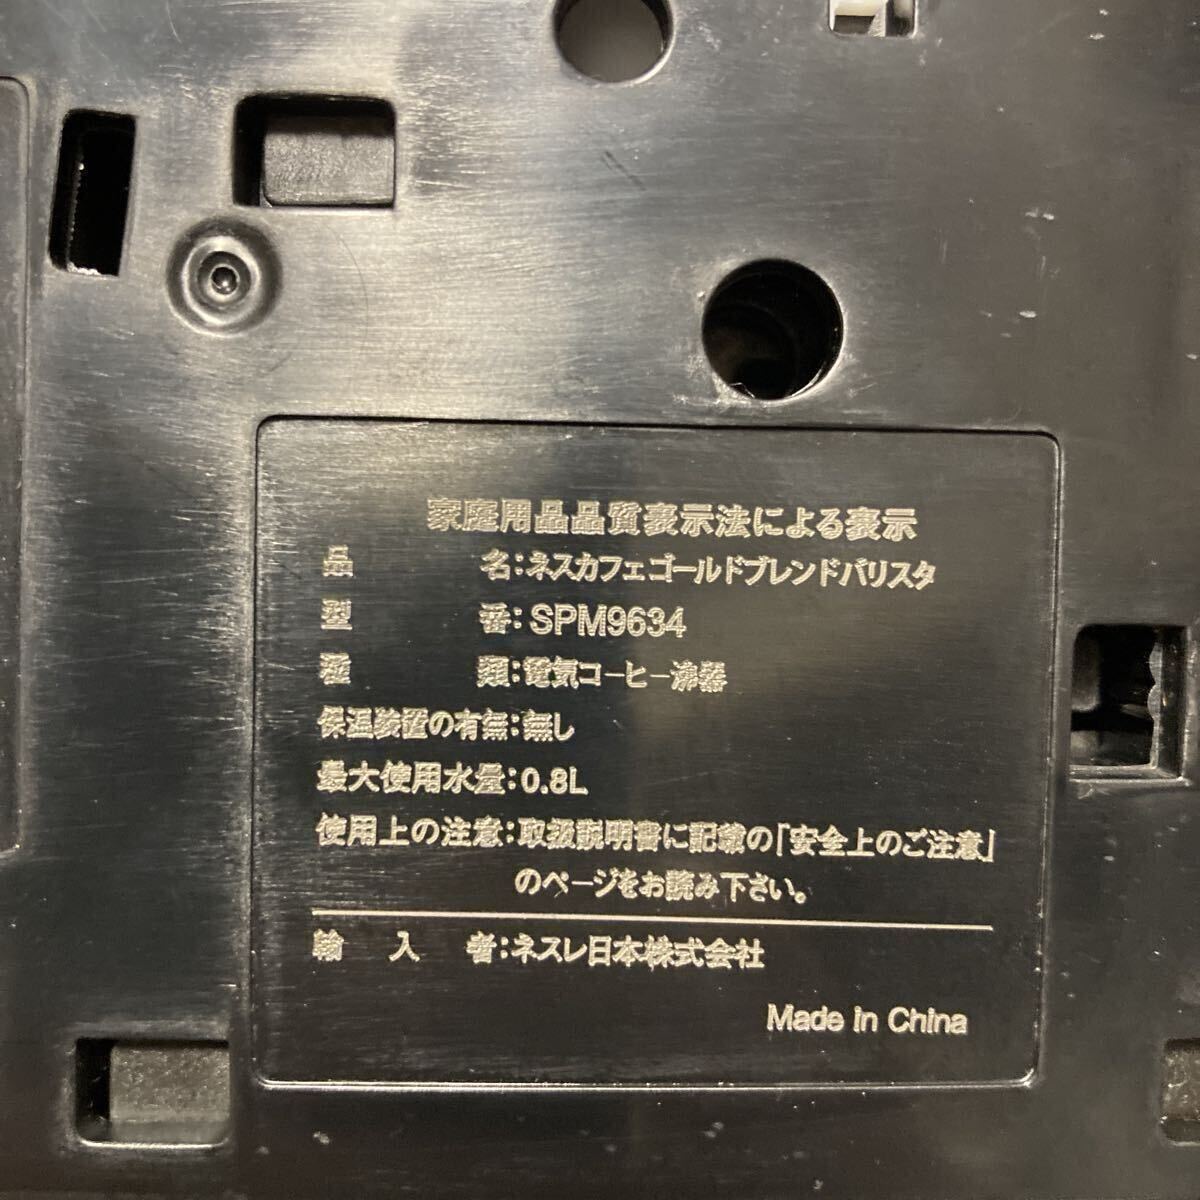 家庭用品品質表示法による表示
品 名:ネスカフェゴールドブレンドバリスタ
型 番:SPM9634
種 類:電気コーヒー沸器
保温装置の有無:無し
最大使用水量:0.8L
使用上の注意:取扱説明書に記載の「安全上のご注意」
のページをお読み下さい。
輸 入 者:ネスレ日本株式会社
Made in China